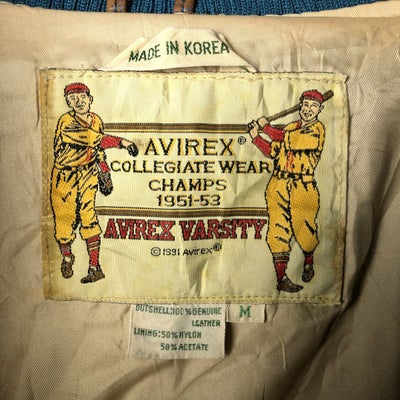 MADE IN KOREA
AVIREX®
COLLEGIATE WEAR
CHAMPS
1951-53
AVIREX VARSITY
©1991 Avirex®
OUTSHELL:100% GENUINE
LEATHER
LINING:50% NYLON
50% ACETATE
M